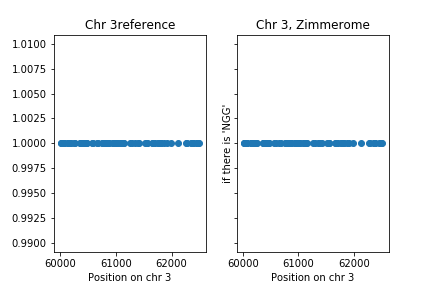 Chr 3reference
Chr 3, Zimmerome
1.0100
1.0075
1.0050
1.0025
1.0000
0.9975
0.9950
0.9925
0.9900
if there is 'NGG'
60000 61000 62000
60000 61000 62000
Position on chr 3
Position on chr 3